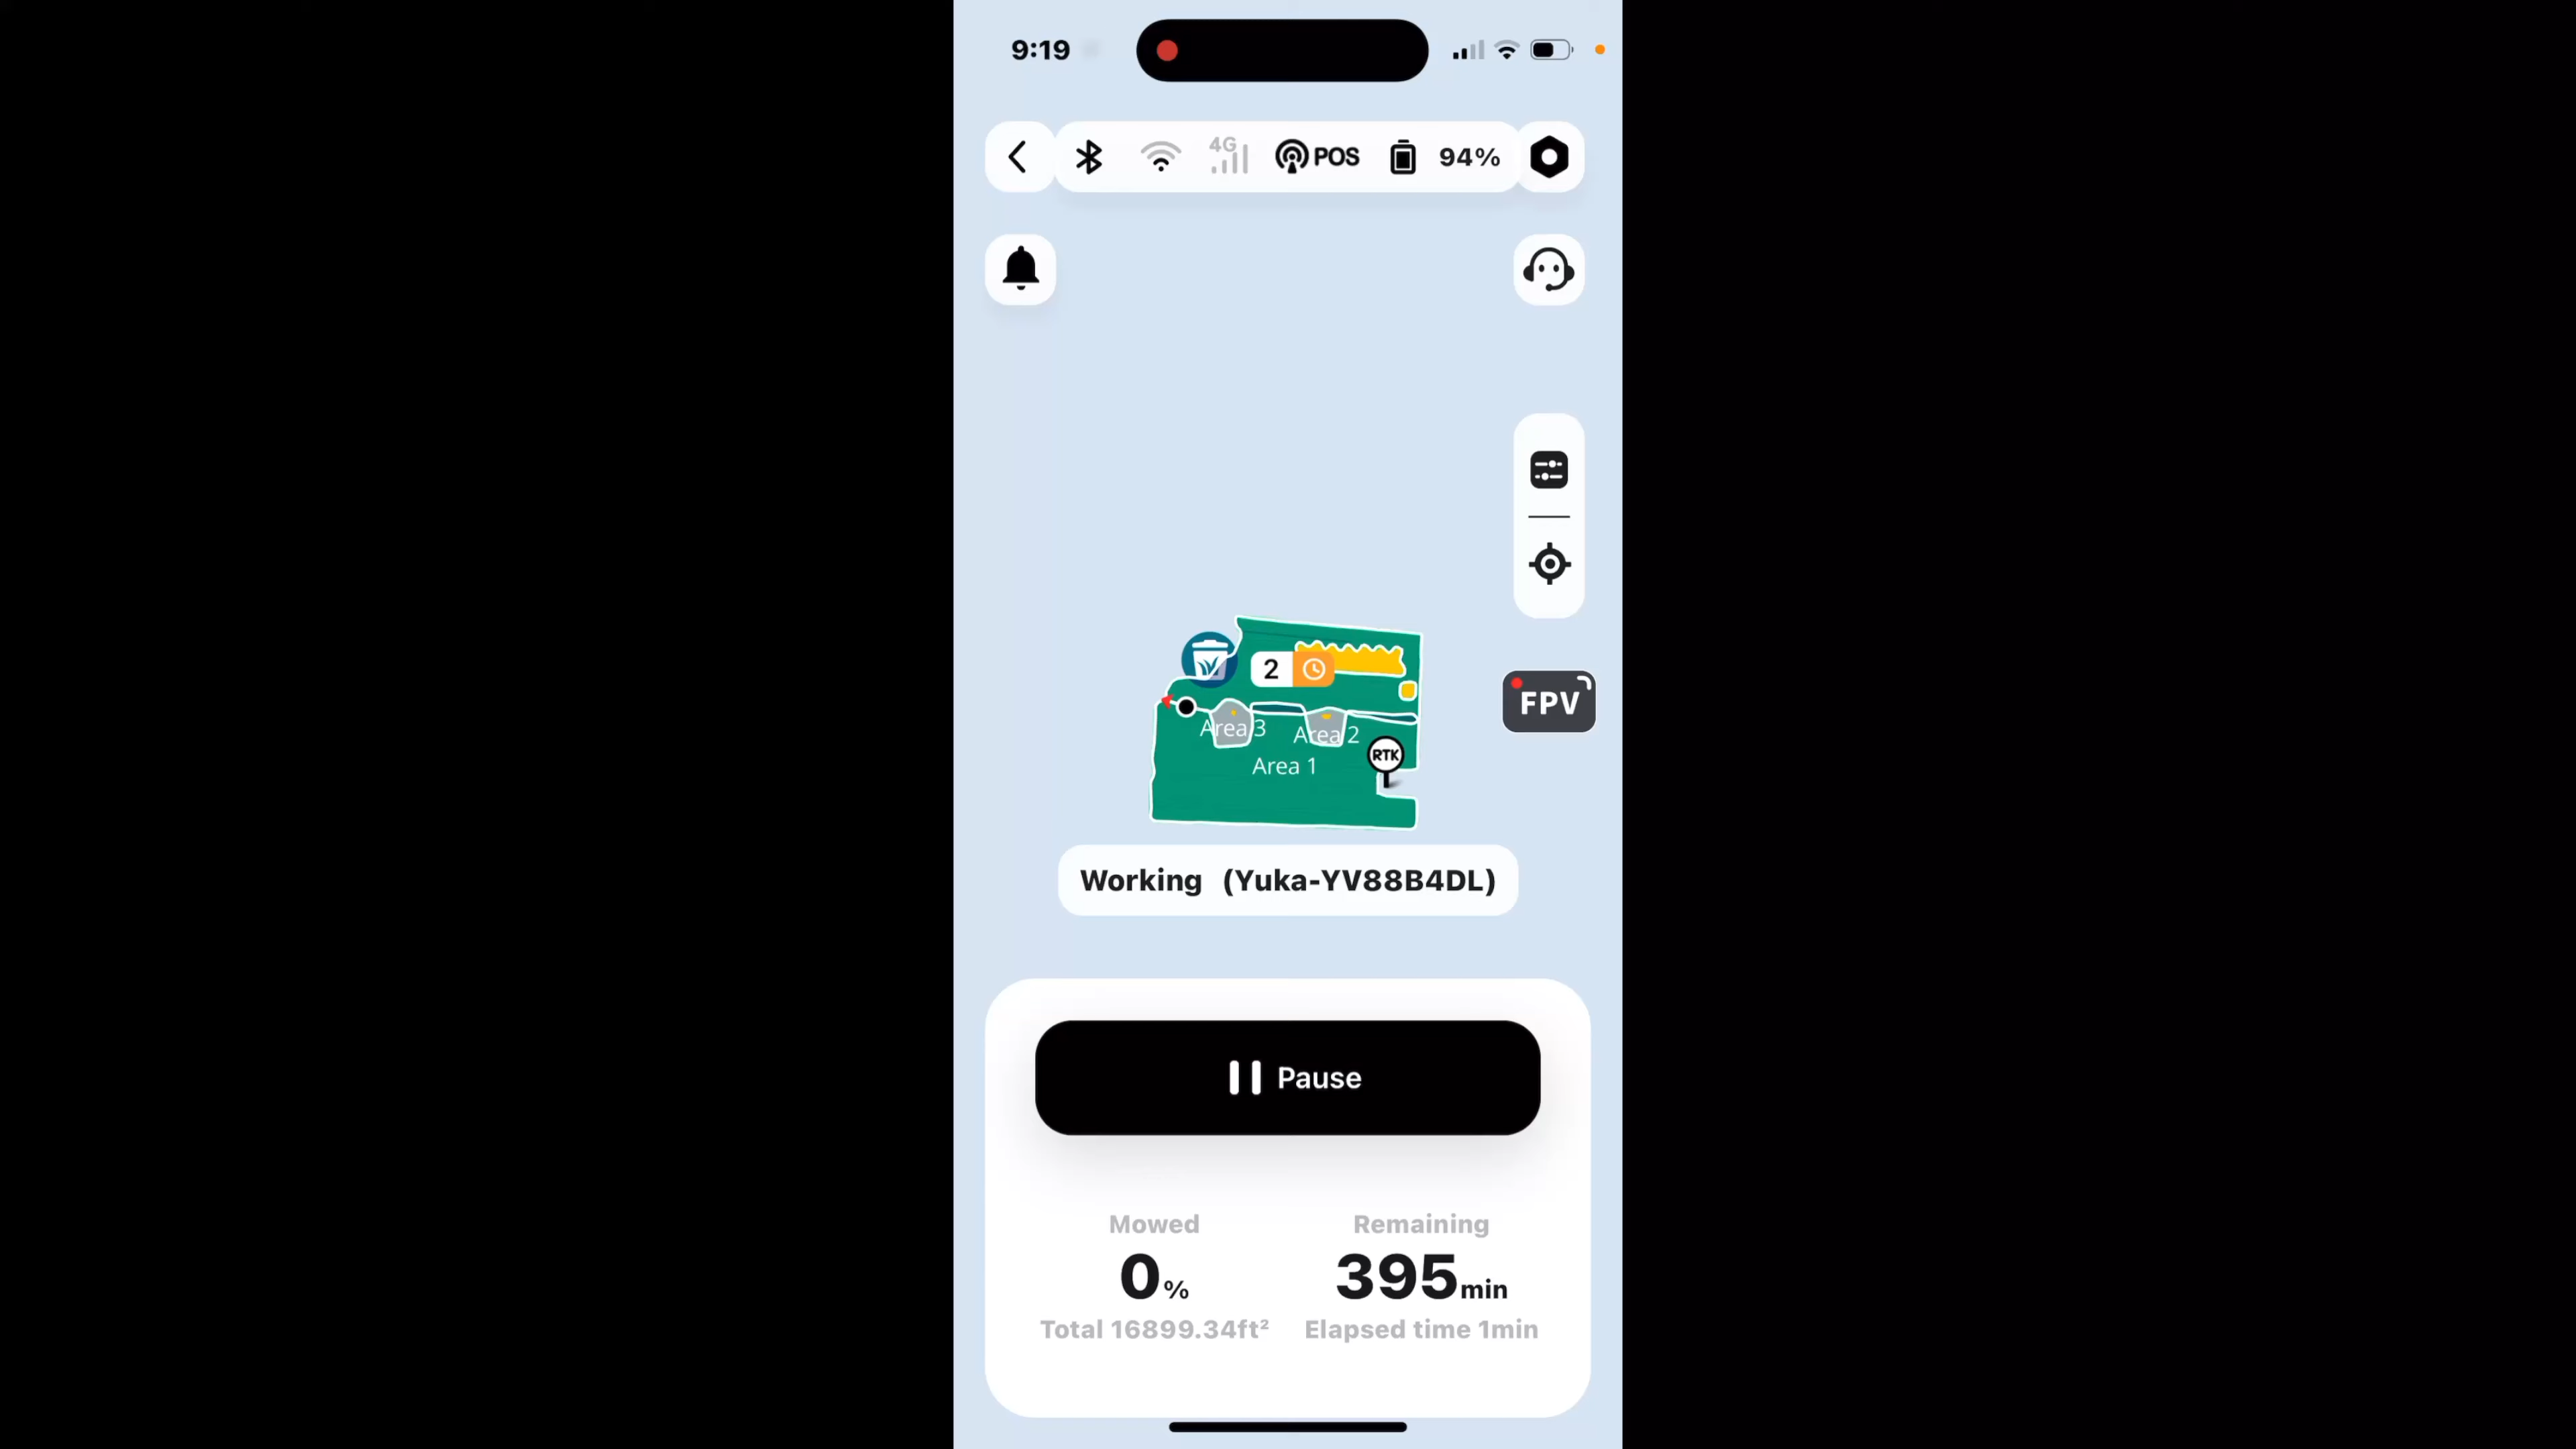 9:19
4G
POS
94%
2
FPV
Area 3
Area 2
RTK
Area 1
Working (Yuka-YV88B4DL)
Pause
Mowed
Remaining
0%
395min
Total 16899.34ft²
Elapsed time 1min